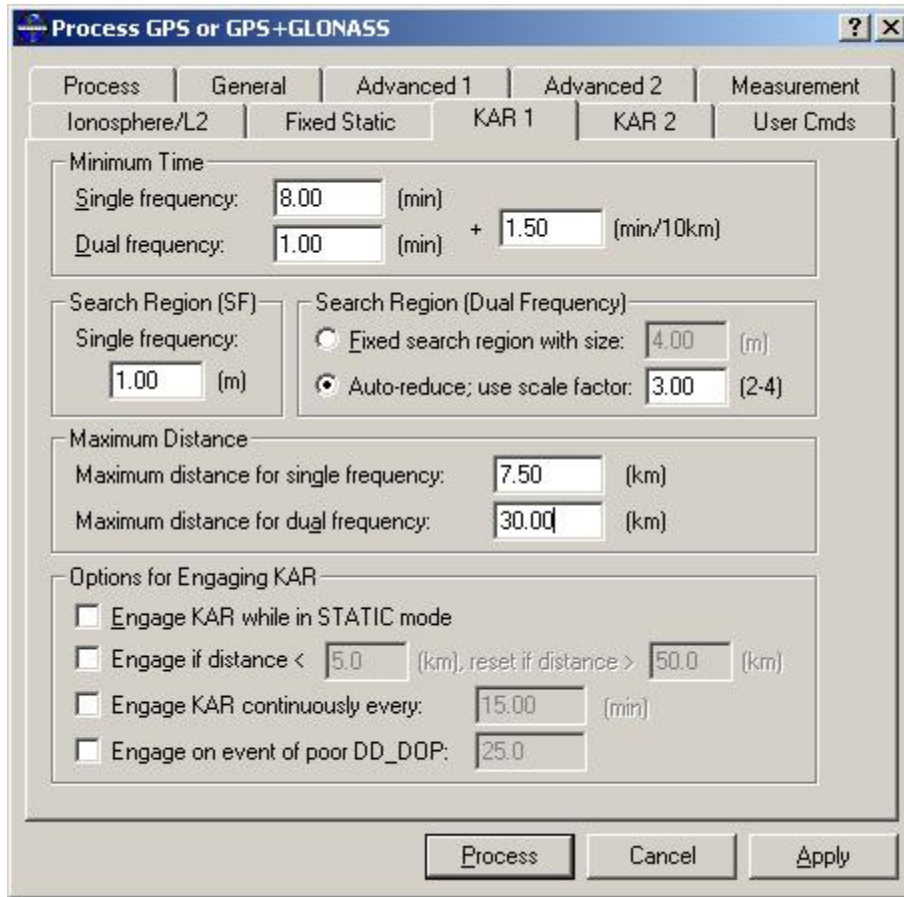 Process GPS or GPS+GLONASS ? X
Process General Advanced 1 Advanced 2 Measurement
Ionosphere/L2 Fixed Static KAR 1 KAR 2 User Cmds
Minimum Time
Single frequency: 8.00 (min)
+ 1.50 (min/10km)
Dual frequency: 1.00 (min)
Search Region (SF)
Single frequency:
1.00 (m)
Search Region (Dual Frequency)
Fixed search region with size: 4.00 (m)
Auto-reduce; use scale factor: 3.00 (2-4)
Maximum Distance
Maximum distance for single frequency: 7.50 (km)
Maximum distance for dual frequency: 30.00 (km)
Options for Engaging KAR
Engage KAR while in STATIC mode
Engage if distance < 5.0 (km), reset if distance > 50.0 (km)
Engage KAR continuously every: 15.00 (min)
Engage on event of poor DD_DOP: 25.0
Process Cancel Apply